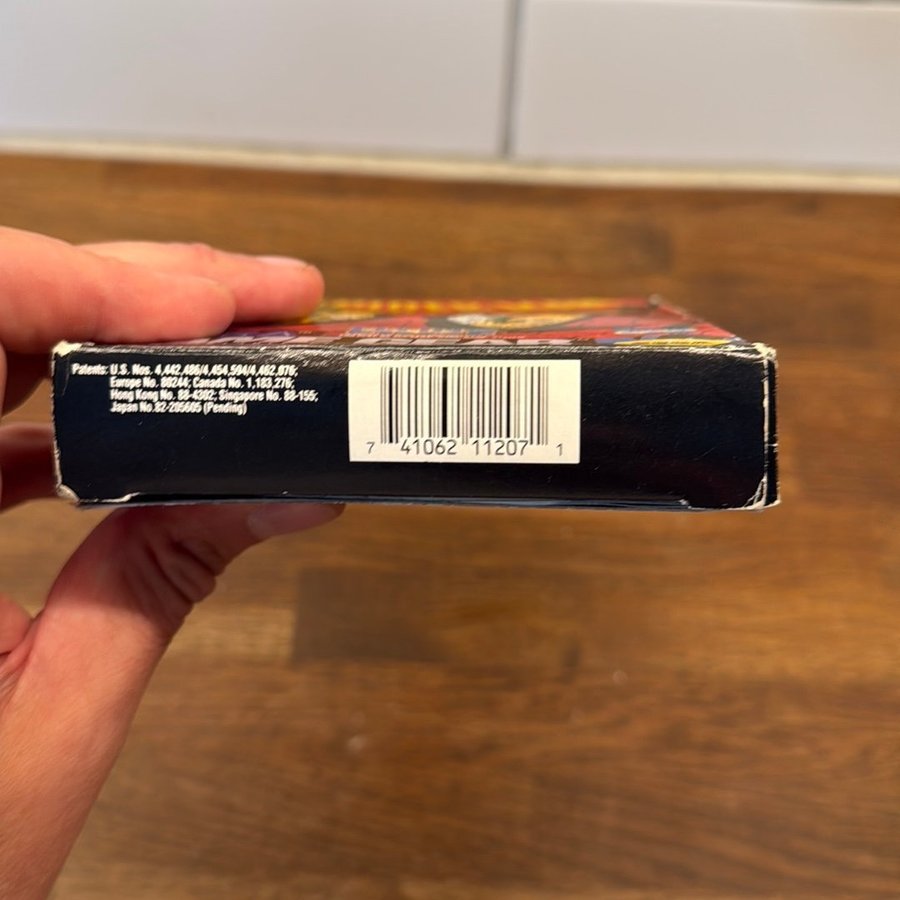 Patents: U.S. Nos. 4,442,486/4,454,594/4,462,076;
Europe No. 80244; Canada No. 1,183,276;
Hong Kong No. 88-4302; Singapore No. 88-155;
Japan No.82-205605 (Pending)
7 41062 11207 1